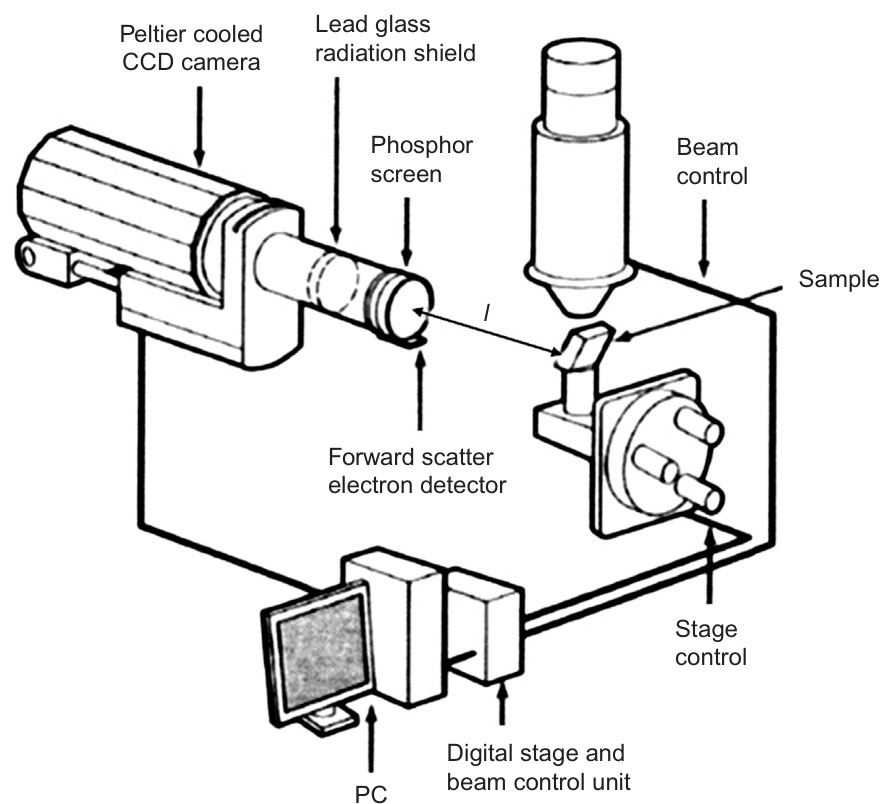 Peltier cooled
CCD camera
Lead glass
radiation shield
Phosphor
screen
Beam
control
Sample
l
Forward scatter
electron detector
Stage
control
Digital stage and
beam control unit
PC